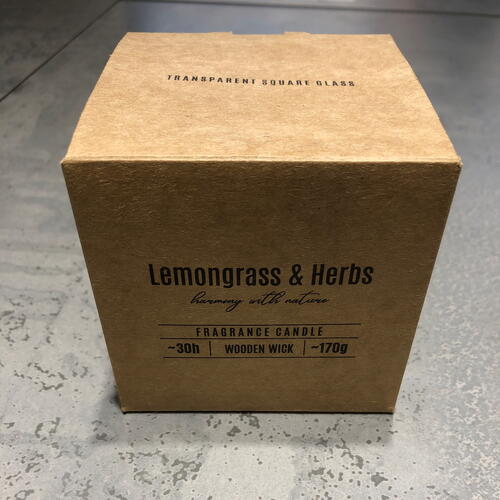 TRANSPARENT SQUARE GLASS
Lemongrass & Herbs
harmony with nature
FRAGRANCE CANDLE
~30h | WOODEN WICK | ~170g